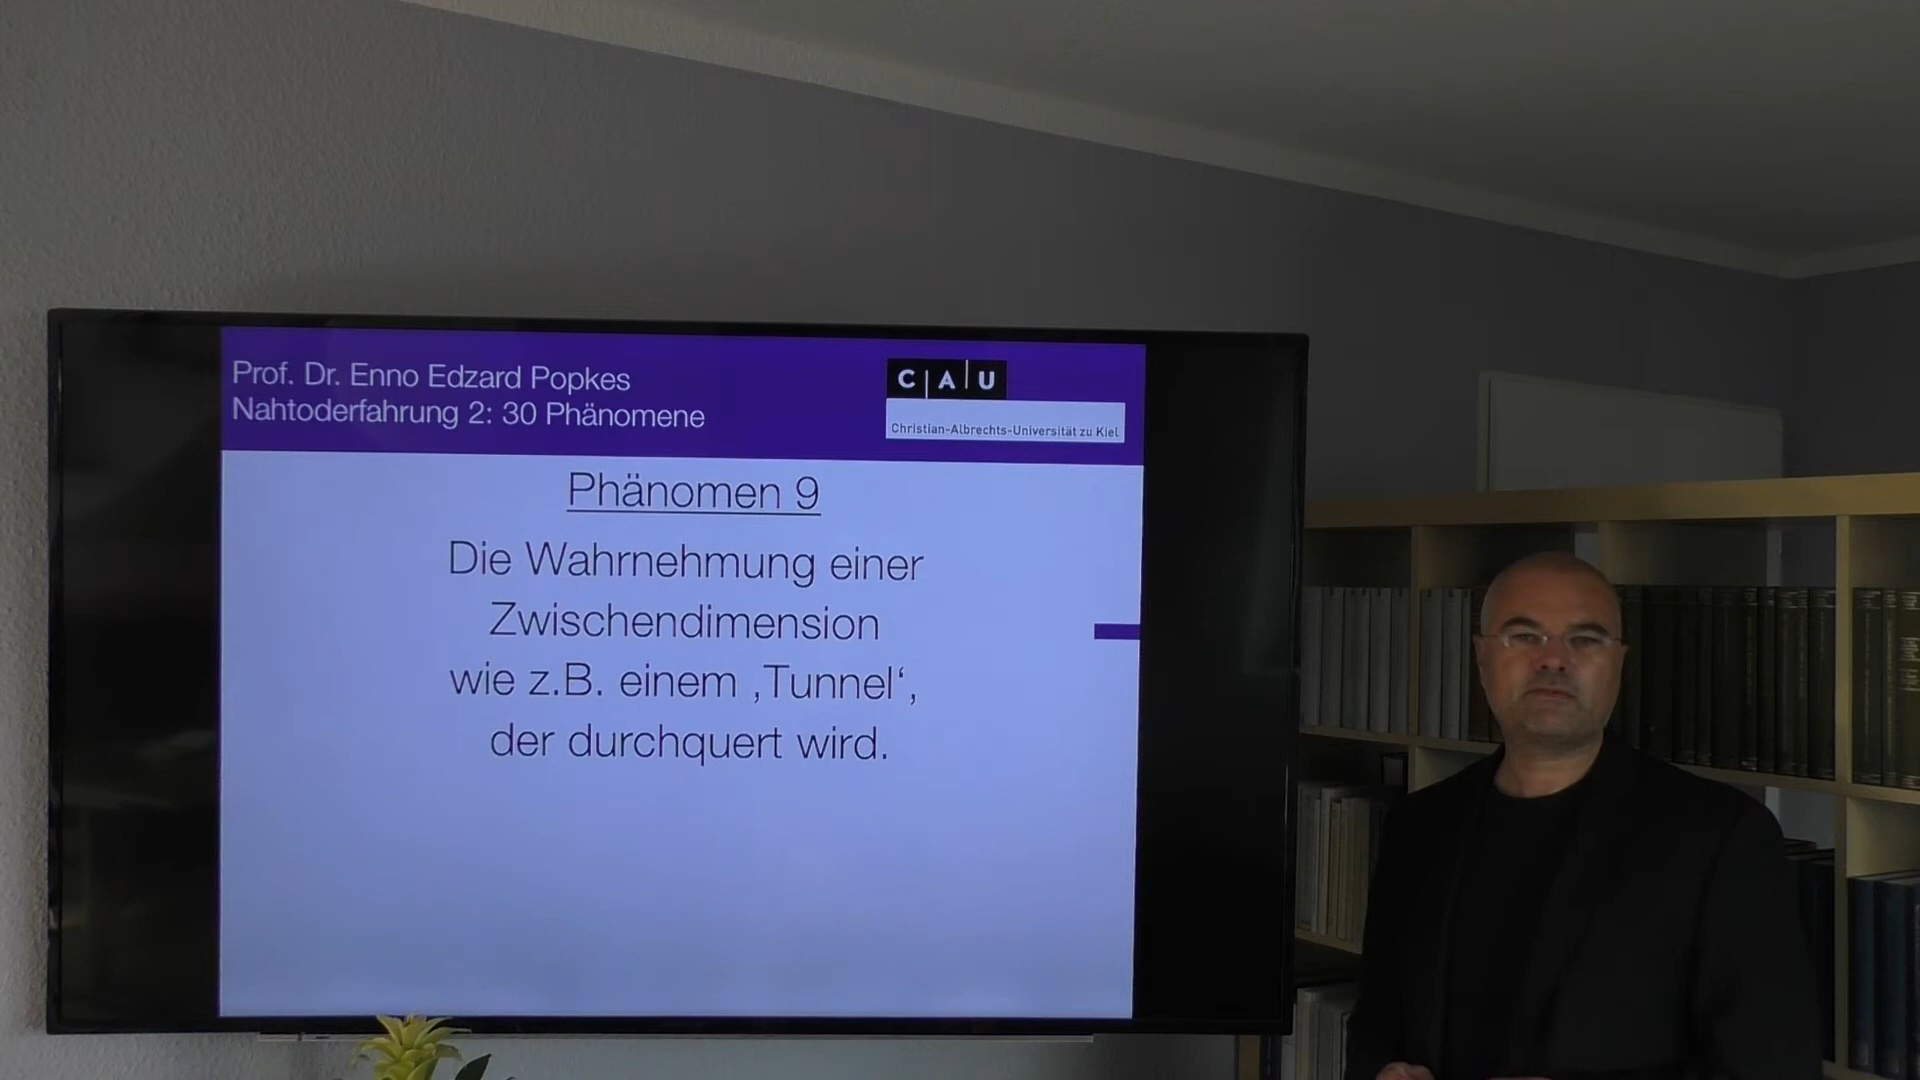 Prof. Dr. Enno Edzard Popkes
Nahtoderfahrung 2: 30 Phänomene
C|A|U
Christian-Albrechts-Universität zu Kiel
Phänomen 9
Die Wahrnehmung einer
Zwischendimension
wie z.B. einem ‚Tunnel‘,
der durchquert wird.